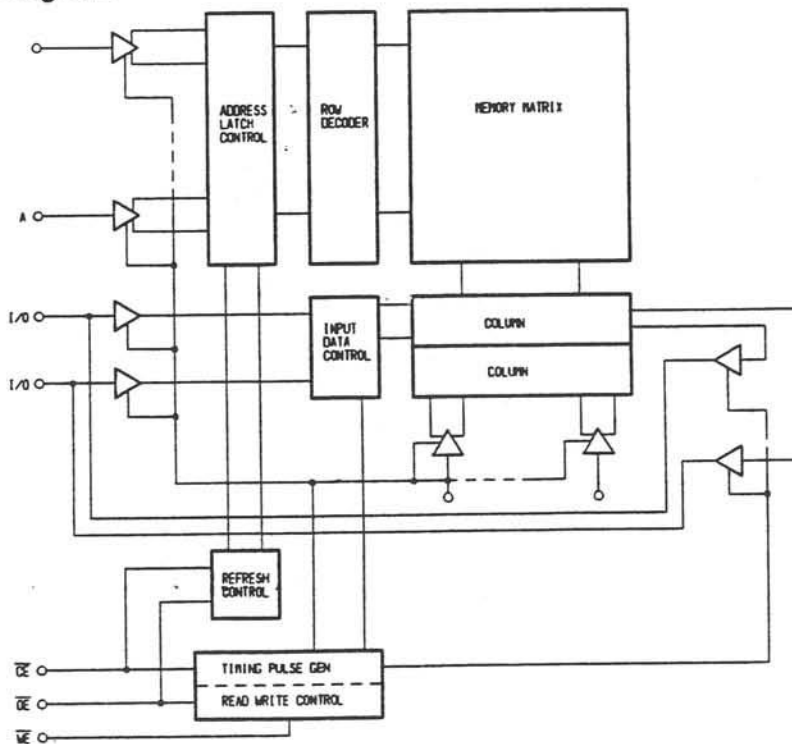 ADDRESS
LATCH
CONTROL
ROW
DECODER
MEMORY MATRIX
A
I/O
I/O
INPUT
DATA
CONTROL
COLUMN
COLUMN
REFRESH
CONTROL
CE
TIMING PULSE GEN
OE
READ WRITE CONTROL
WE